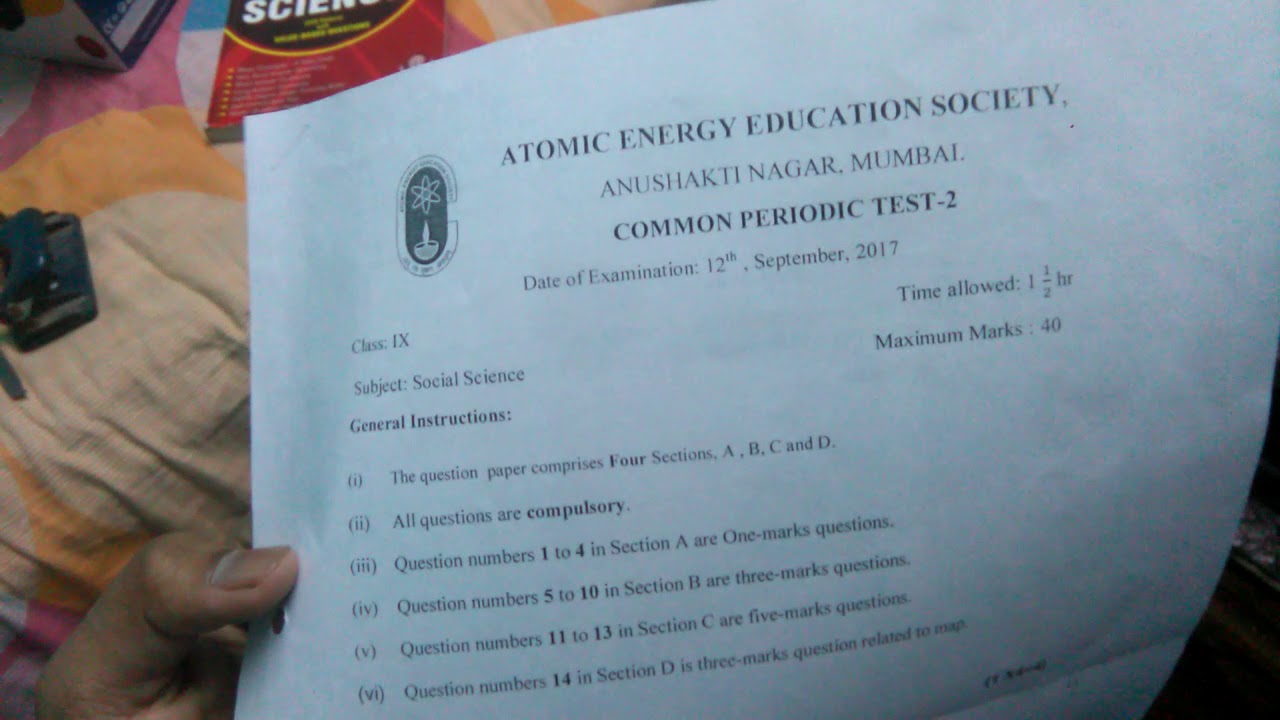 SCIENCE
VALUE BASED QUESTIONS
ATOMIC ENERGY EDUCATION SOCIETY,
ANUSHAKTI NAGAR, MUMBAI.
COMMON PERIODIC TEST-2
Date of Examination: 12th , September, 2017
Time allowed: 1 1/2 hr
Class: IX
Maximum Marks : 40
Subject: Social Science
General Instructions:
(i) The question paper comprises Four Sections, A , B, C and D.
(ii) All questions are compulsory.
(iii) Question numbers 1 to 4 in Section A are One-marks questions.
(iv) Question numbers 5 to 10 in Section B are three-marks questions.
(v) Question numbers 11 to 13 in Section C are five-marks questions.
(vi) Question numbers 14 in Section D is three-marks question related to map.